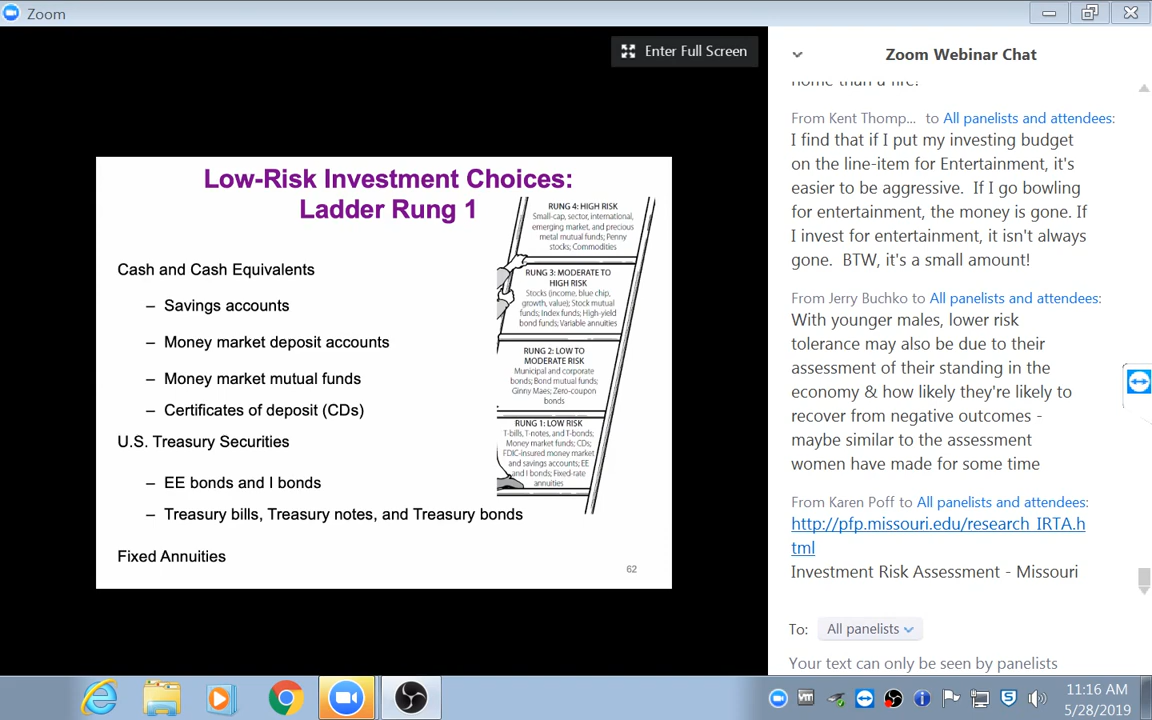 Zoom
Enter Full Screen
Low-Risk Investment Choices:
Ladder Rung 1
Cash and Cash Equivalents
– Savings accounts
– Money market deposit accounts
– Money market mutual funds
– Certificates of deposit (CDs)
U.S. Treasury Securities
– EE bonds and I bonds
– Treasury bills, Treasury notes, and Treasury bonds
Fixed Annuities
62
RUNG 4: HIGH RISK
Small-cap, sector, international,
emerging market, and precious
metal mutual funds; Penny
stocks; Commodities
RUNG 3: MODERATE TO
HIGH RISK
Stocks (income, blue chip,
growth, value); Stock mutual
funds; Index funds; High-yield
bond funds; Variable annuities
RUNG 2: LOW TO
MODERATE RISK
Municipal and corporate
bonds; Bond mutual funds;
Ginny Maes; Zero-coupon
bonds
RUNG 1: LOW RISK
T-bills, T-notes, and T-bonds;
Money market funds; CDs;
FDIC-insured money market
and savings accounts; EE
and I bonds; Fixed-rate
annuities
Zoom Webinar Chat
home than a fire!
From Kent Thomp... to All panelists and attendees:
I find that if I put my investing budget
on the line-item for Entertainment, it's
easier to be aggressive. If I go bowling
for entertainment, the money is gone. If
I invest for entertainment, it isn't always
gone. BTW, it's a small amount!
From Jerry Buchko to All panelists and attendees:
With younger males, lower risk
tolerance may also be due to their
assessment of their standing in the
economy & how likely they're likely to
recover from negative outcomes -
maybe similar to the assessment
women have made for some time
From Karen Poff to All panelists and attendees:
http://pfp.missouri.edu/research_IRTA.h
tml
Investment Risk Assessment - Missouri
To: All panelists
Your text can only be seen by panelists
11:16 AM
5/28/2019